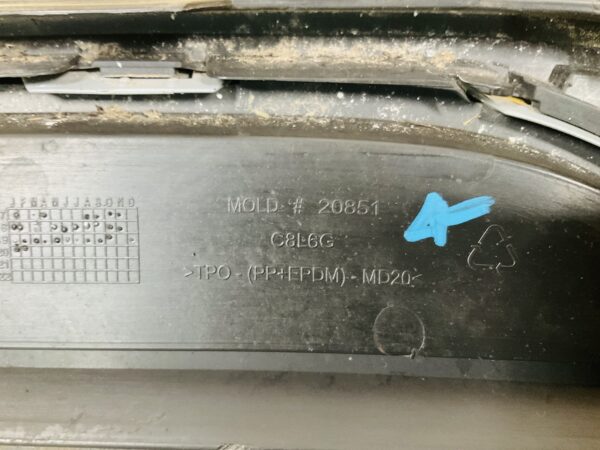 J F M A M J J A S O N D
MOLD # 20851
C8L6G
>TPO - (PP+EPDM) - MD20<